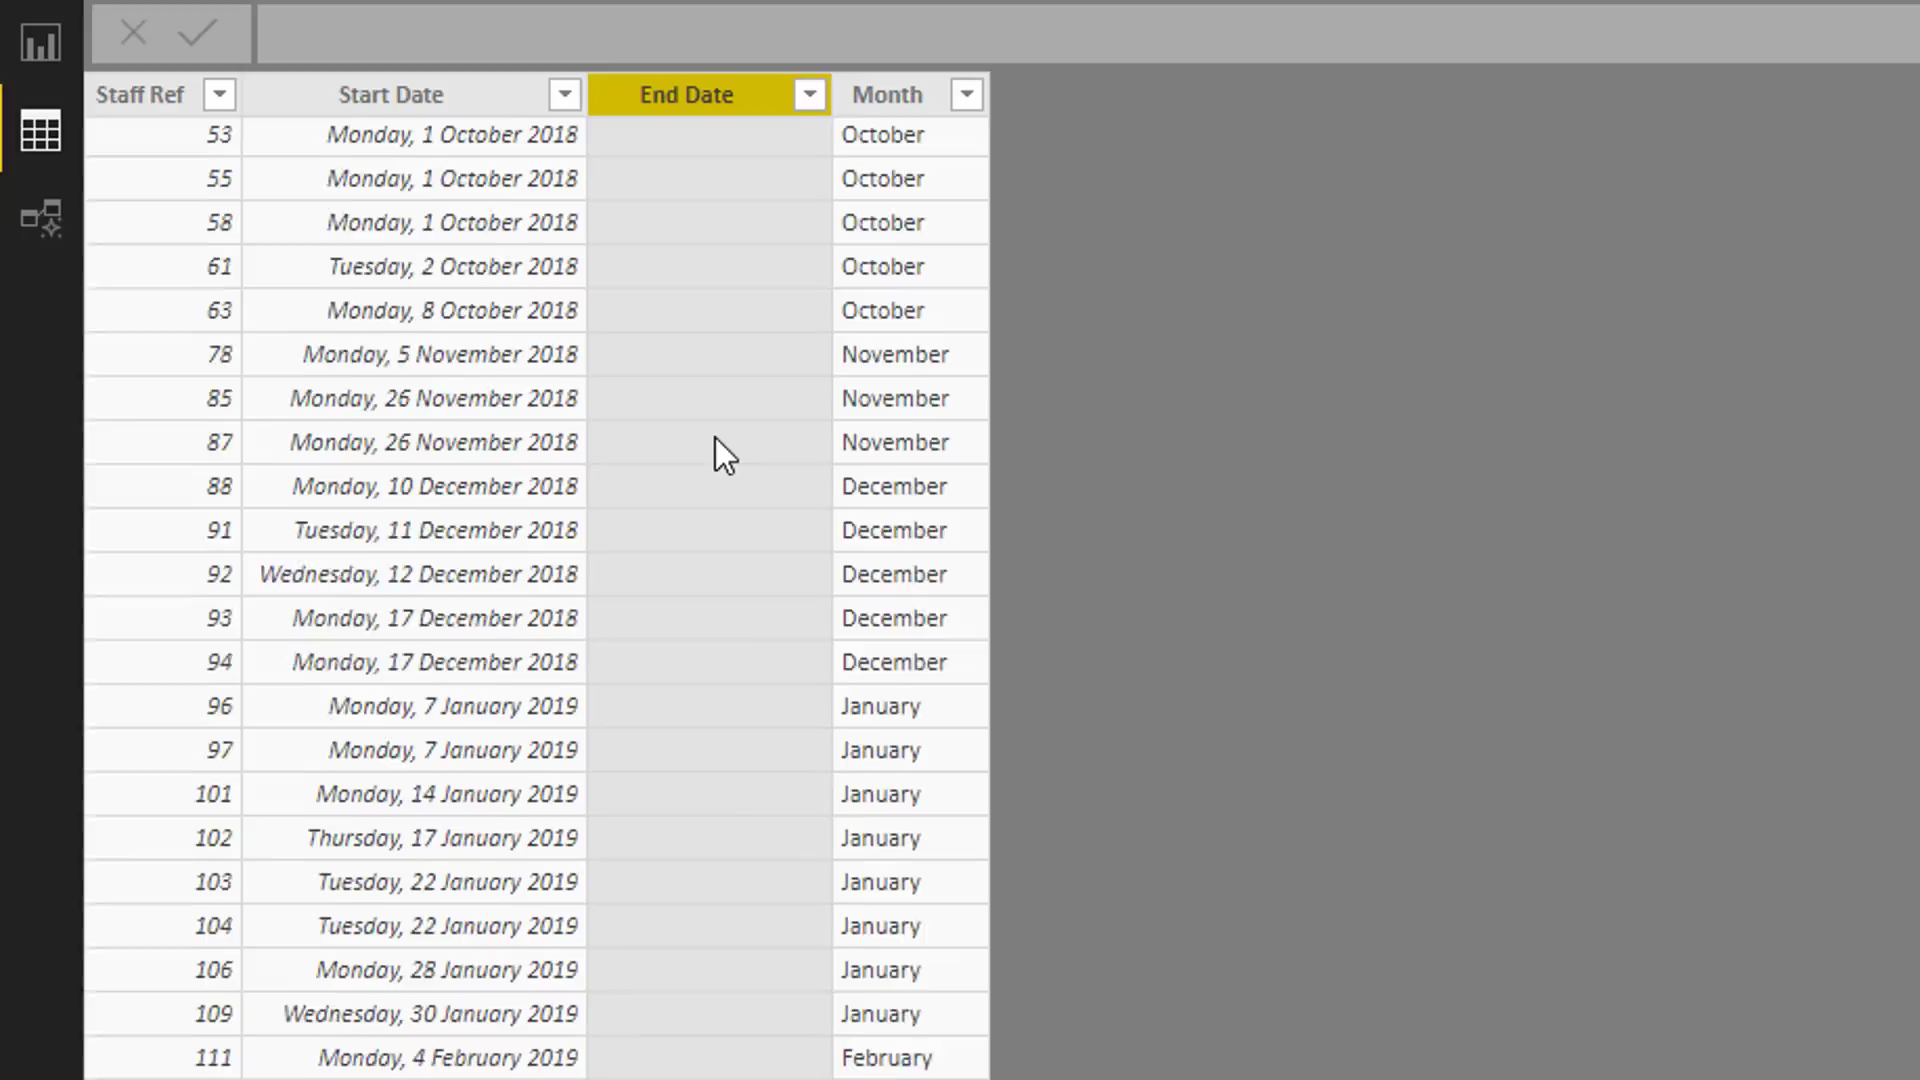 Staff Ref Start Date End Date Month
53 Monday, 1 October 2018 October
55 Monday, 1 October 2018 October
58 Monday, 1 October 2018 October
61 Tuesday, 2 October 2018 October
63 Monday, 8 October 2018 October
78 Monday, 5 November 2018 November
85 Monday, 26 November 2018 November
87 Monday, 26 November 2018 November
88 Monday, 10 December 2018 December
91 Tuesday, 11 December 2018 December
92 Wednesday, 12 December 2018 December
93 Monday, 17 December 2018 December
94 Monday, 17 December 2018 December
96 Monday, 7 January 2019 January
97 Monday, 7 January 2019 January
101 Monday, 14 January 2019 January
102 Thursday, 17 January 2019 January
103 Tuesday, 22 January 2019 January
104 Tuesday, 22 January 2019 January
106 Monday, 28 January 2019 January
109 Wednesday, 30 January 2019 January
111 Monday, 4 February 2019 February